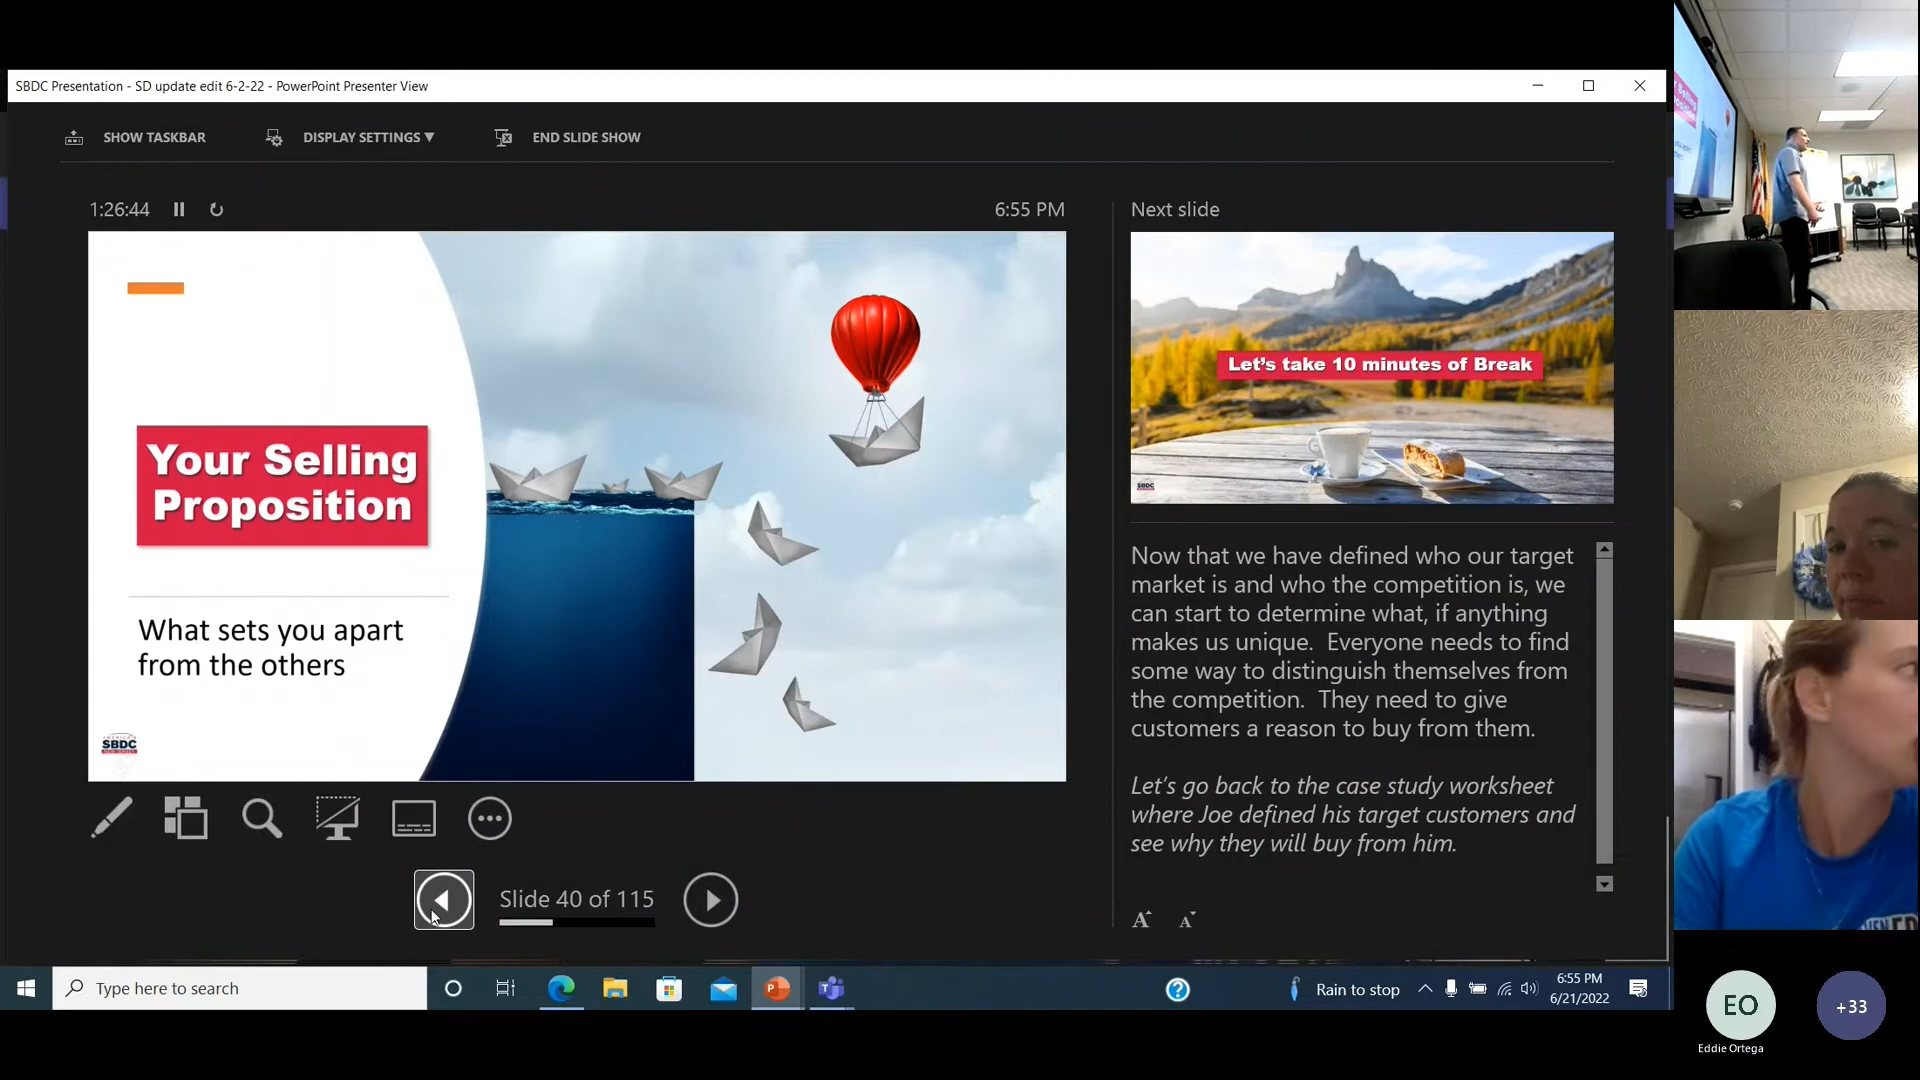 SBDC Presentation - SD update edit 6-2-22 - PowerPoint Presenter View
SHOW TASKBAR
DISPLAY SETTINGS ▼
END SLIDE SHOW
1:26:44
6:55 PM
Your Selling
Proposition
What sets you apart
from the others
SBDC
Next slide
Let's take 10 minutes of Break
SBDC
Now that we have defined who our target
market is and who the competition is, we
can start to determine what, if anything
makes us unique.  Everyone needs to find
some way to distinguish themselves from
the competition.  They need to give
customers a reason to buy from them.
Let's go back to the case study worksheet
where Joe defined his target customers and
see why they will buy from him.
A A
Slide 40 of 115
Type here to search
Rain to stop
6:55 PM
6/21/2022
EO
Eddie Ortega
+33